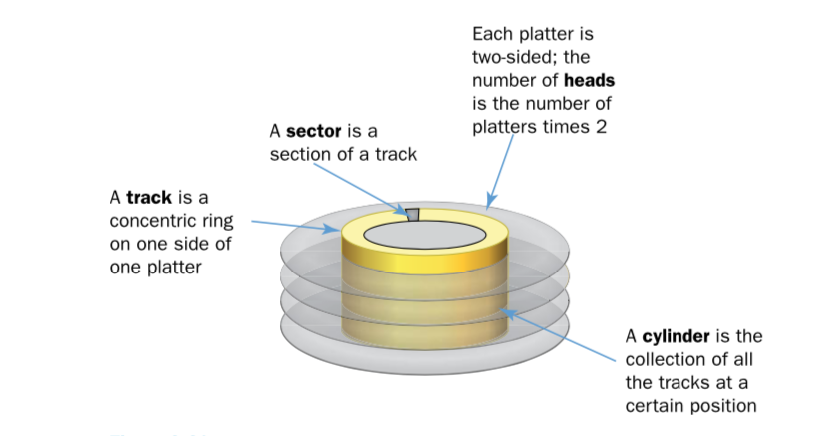 Each platter is
two-sided; the
number of heads
is the number of
platters times 2
A sector is a
section of a track
A track is a
concentric ring
on one side of
one platter
A cylinder is the
collection of all
the tracks at a
certain position